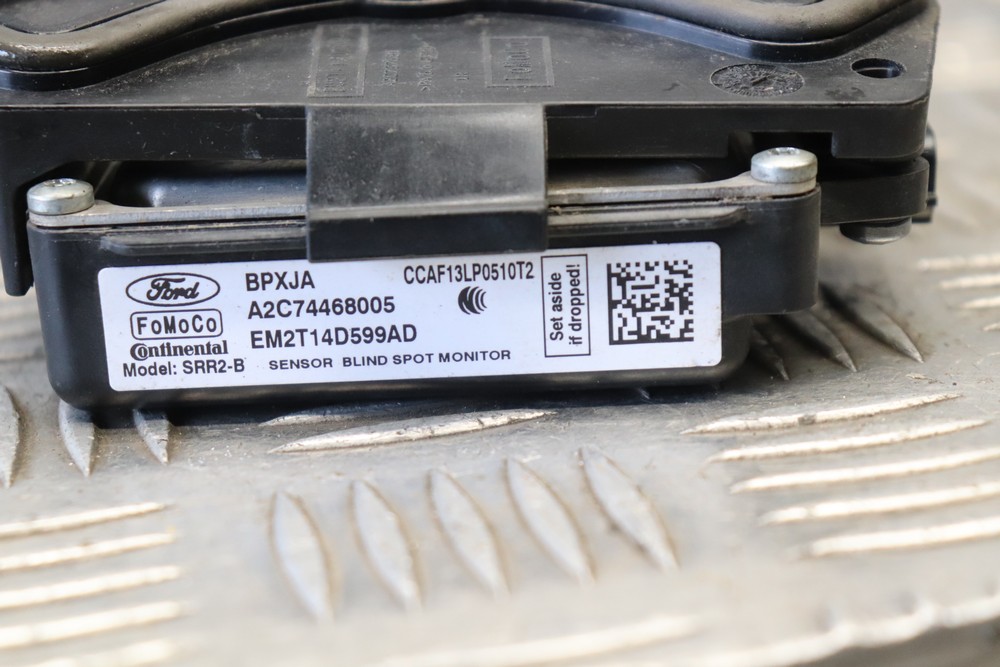 Ford
FoMoCo
Continental
Model: SRR2-B
BPXJA
A2C74468005
EM2T14D599AD
SENSOR BLIND SPOT MONITOR
CCAF13LP0510T2
Set aside
if dropped!